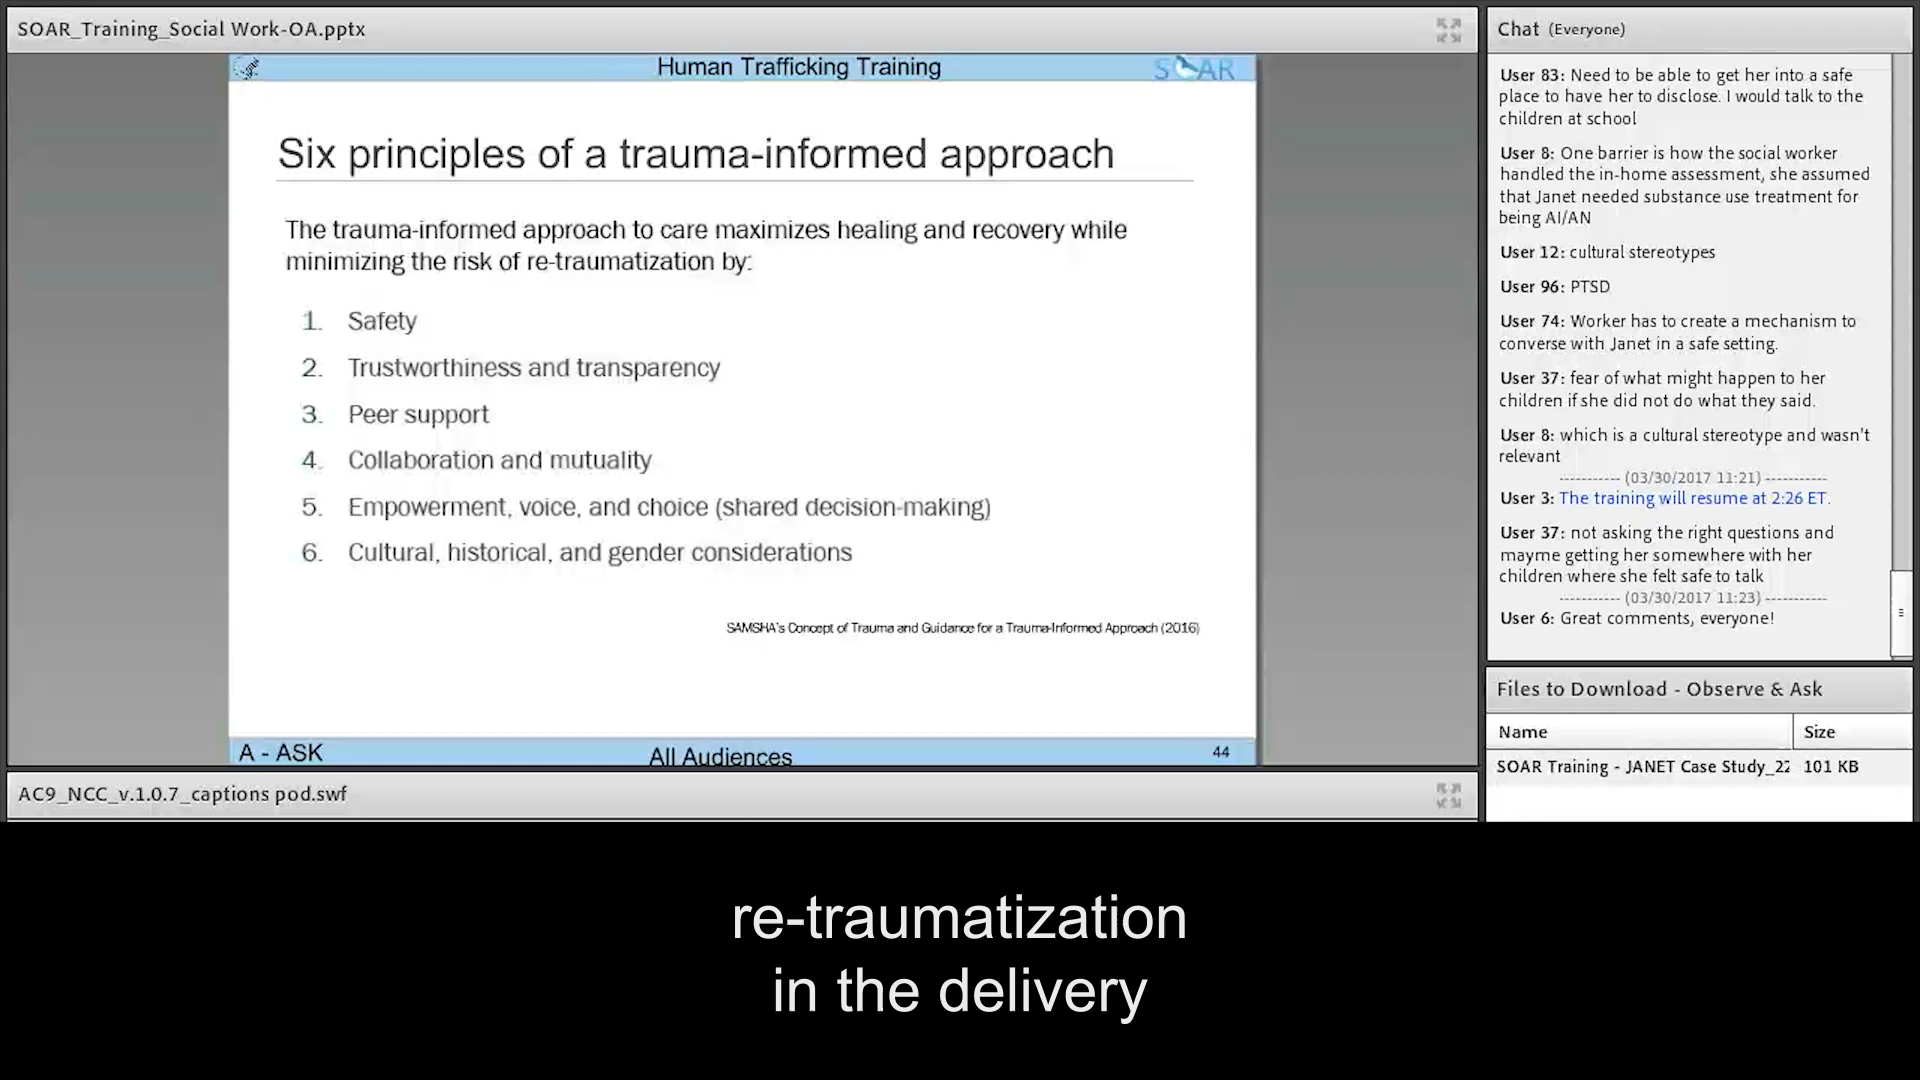 SOAR_Training_Social Work-OA.pptx
Human Trafficking Training
SOAR
Six principles of a trauma-informed approach
The trauma-informed approach to care maximizes healing and recovery while
minimizing the risk of re-traumatization by:
1. Safety
2. Trustworthiness and transparency
3. Peer support
4. Collaboration and mutuality
5. Empowerment, voice, and choice (shared decision-making)
6. Cultural, historical, and gender considerations
SAMSHA's Concept of Trauma and Guidance for a Trauma-Informed Approach (2016)
A - ASK
All Audiences
44
AC9_NCC_v.1.0.7_captions pod.swf
re-traumatization
in the delivery
Chat (Everyone)
User 83: Need to be able to get her into a safe
place to have her to disclose. I would talk to the
children at school
User 8: One barrier is how the social worker
handled the in-home assessment, she assumed
that Janet needed substance use treatment for
being AI/AN
User 12: cultural stereotypes
User 96: PTSD
User 74: Worker has to create a mechanism to
converse with Janet in a safe setting.
User 37: fear of what might happen to her
children if she did not do what they said.
User 8: which is a cultural stereotype and wasn't
relevant
----------- (03/30/2017 11:21) -----------
User 3: The training will resume at 2:26 ET.
User 37: not asking the right questions and
mayme getting her somewhere with her
children where she felt safe to talk
----------- (03/30/2017 11:23) -----------
User 6: Great comments, everyone!
Files to Download - Observe & Ask
Name Size
SOAR Training - JANET Case Study_22 101 KB